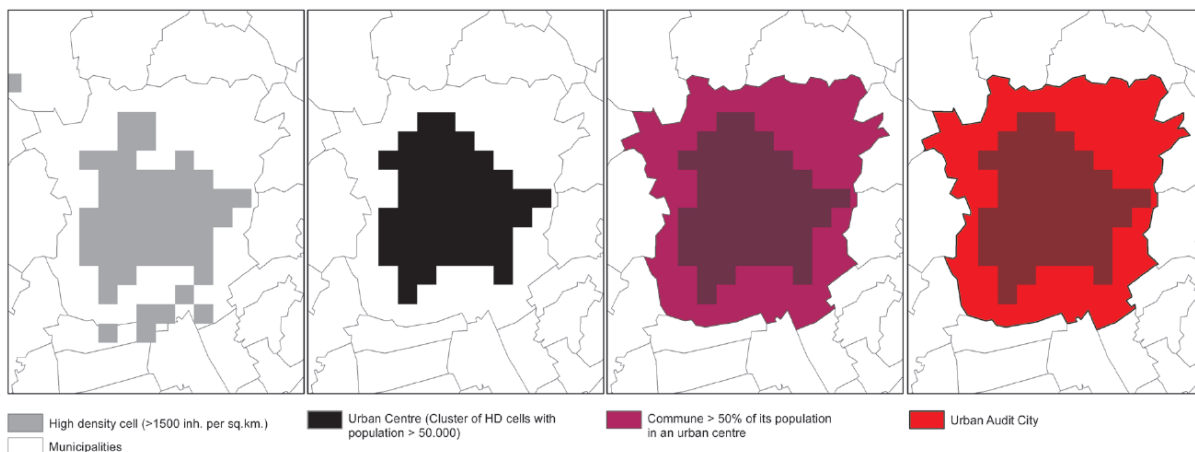 High density cell (>1500 inh. per sq.km.)
Municipalities
Urban Centre (Cluster of HD cells with
population > 50.000)
Commune > 50% of its population
in an urban centre
Urban Audit City